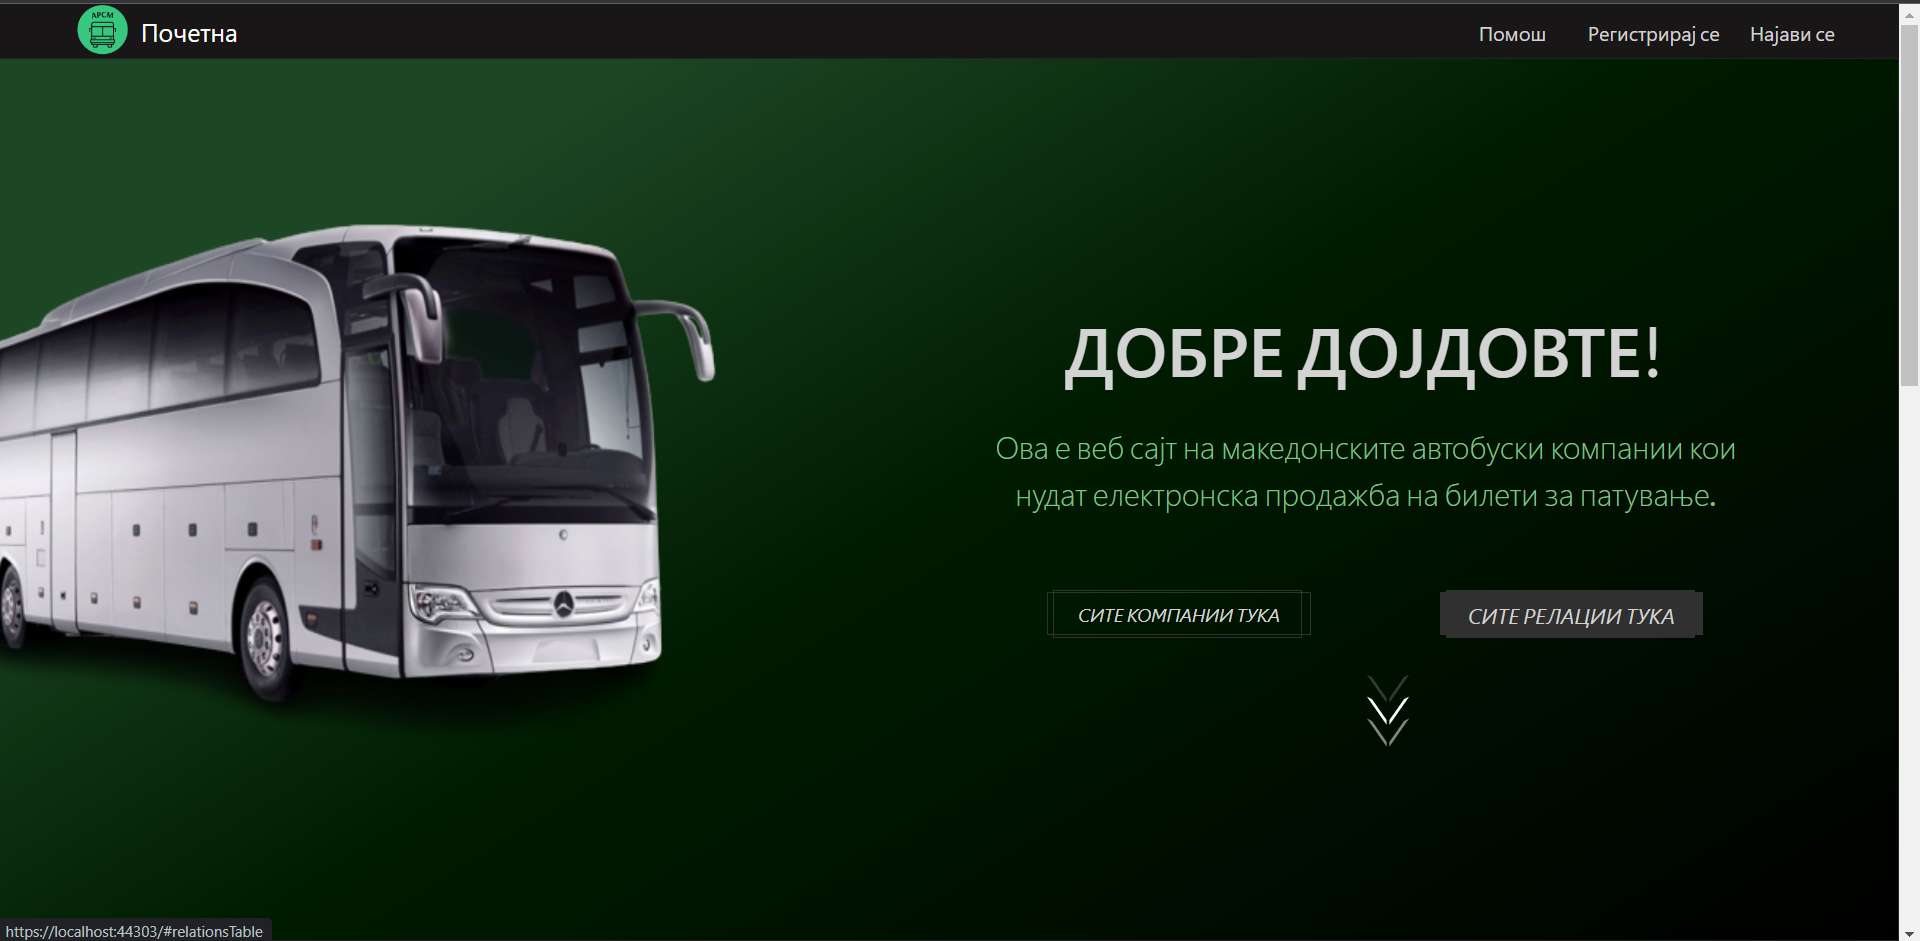 АРСМ
Почетна
Помош
Регистрирај се
Најави се
ДОБРЕ ДОЈДОВТЕ!
Ова е веб сајт на македонските автобуски компании кои
нудат електронска продажба на билети за патување.
СИТЕ КОМПАНИИ ТУКА
СИТЕ РЕЛАЦИИ ТУКА
https://localhost:44303/#relationsTable